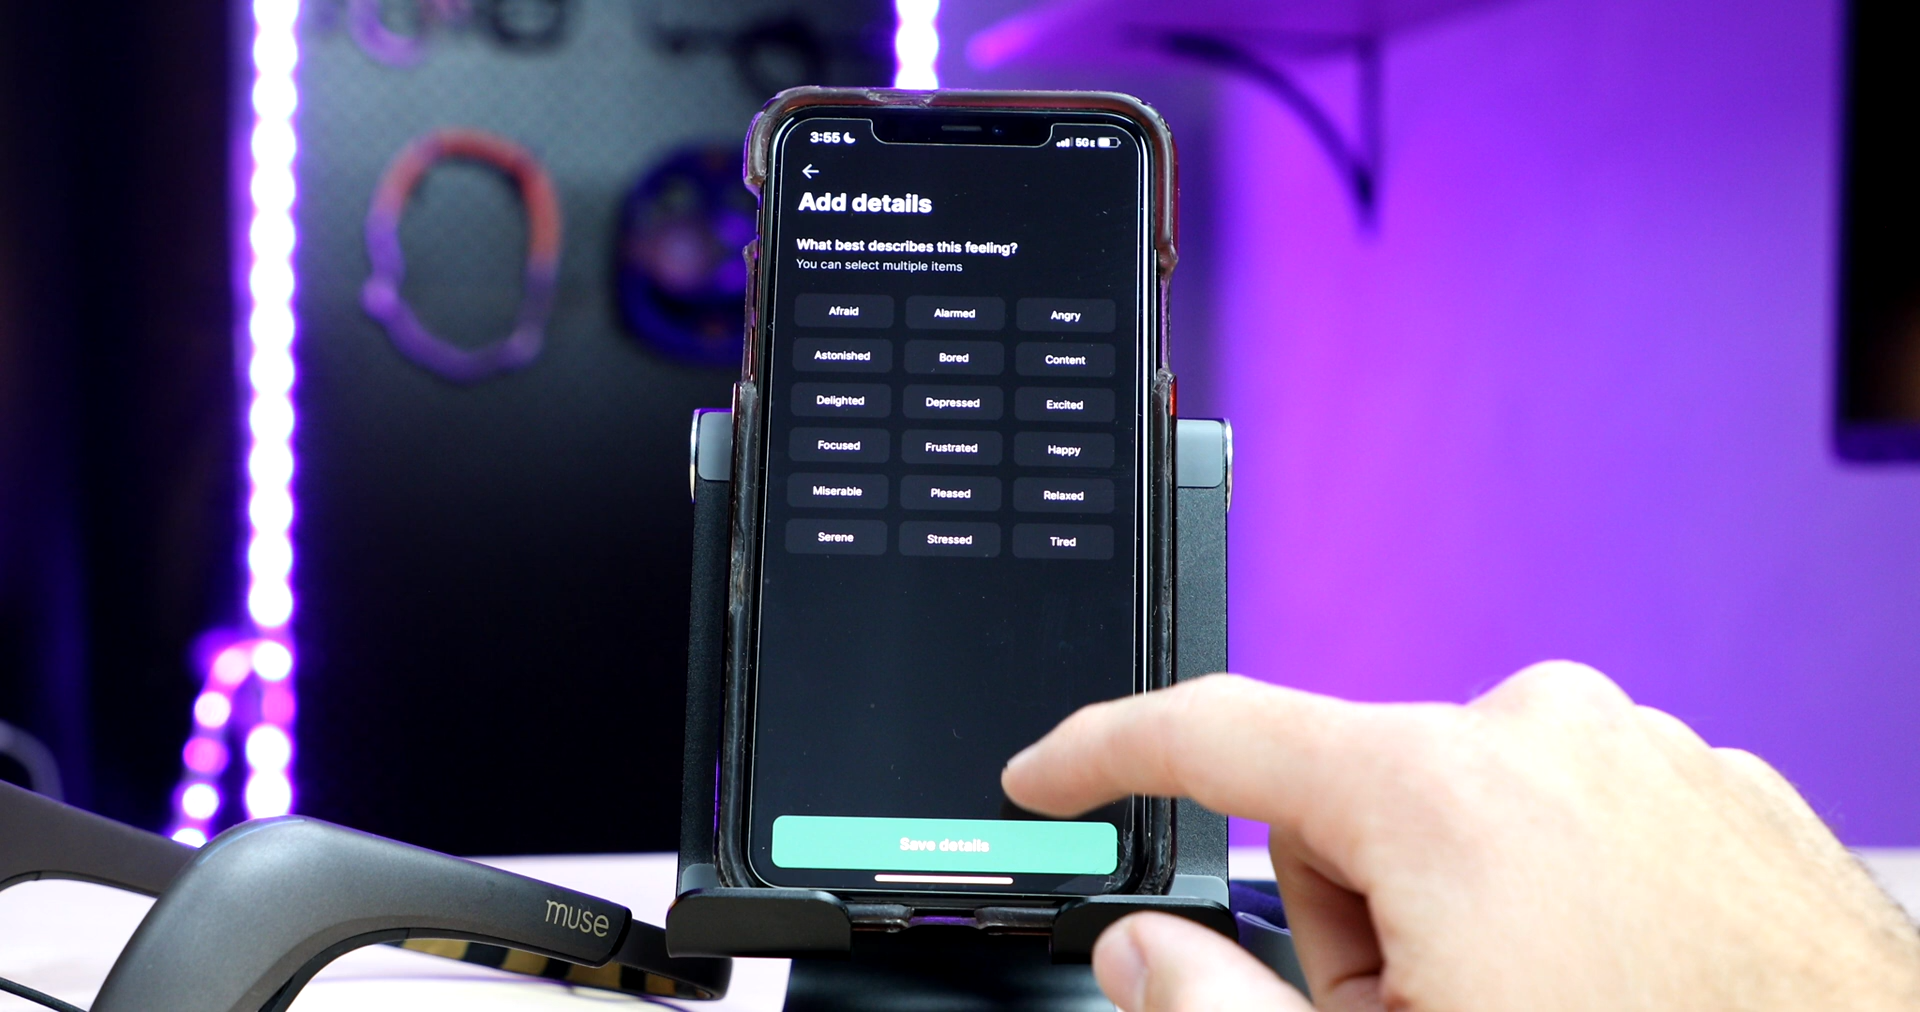 3:55
5G E
Add details
What best describes this feeling?
You can select multiple items
Afraid Alarmed Angry
Astonished Bored Content
Delighted Depressed Excited
Focused Frustrated Happy
Miserable Pleased Relaxed
Serene Stressed Tired
Save details
muse